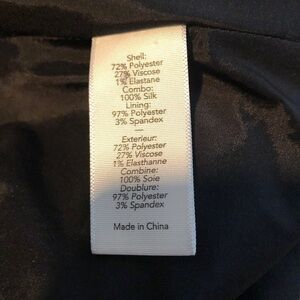 Shell:
72% Polyester
27% Viscose
1% Elastane
Combo:
100% Silk
Lining:
97% Polyester
3% Spandex
—
Exterieur:
72% Polyester
27% Viscose
1% Elasthanne
Combine:
100% Soie
Doublure:
97% Polyester
3% Spandex
Made in China